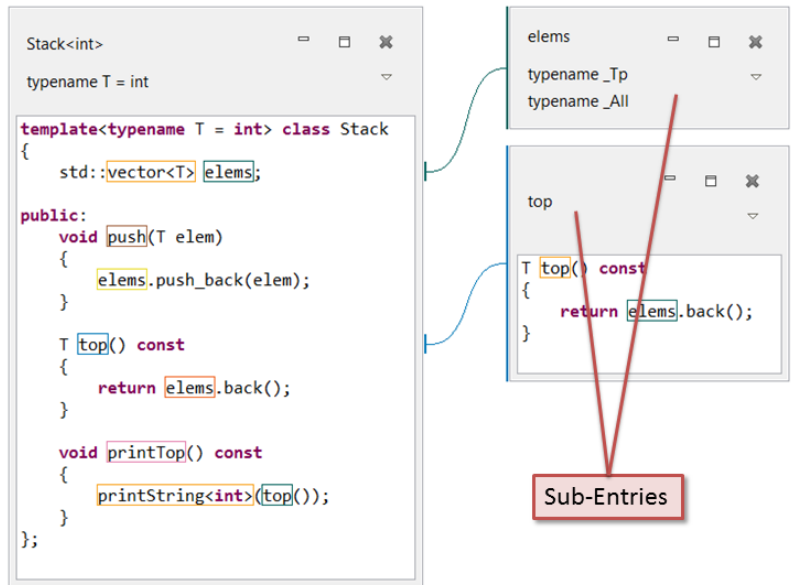 Stack<int>
typename T = int
template<typename T = int> class Stack
{
    std::vector<T> elems;
public:
    void push(T elem)
    {
        elems.push_back(elem);
    }
    T top() const
    {
        return elems.back();
    }
    void printTop() const
    {
        printString<int>(top());
    }
};
elems
typename _Tp
typename _All
top
T top() const
{
    return elems.back();
}
Sub-Entries